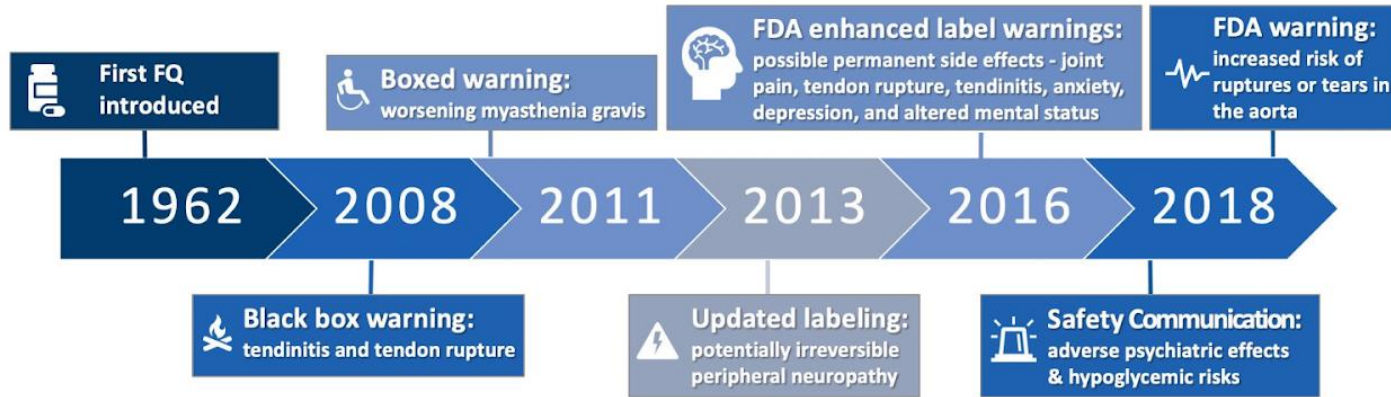 First FQ
introduced
Boxed warning:
worsening myasthenia gravis
FDA enhanced label warnings:
possible permanent side effects - joint
pain, tendon rupture, tendinitis, anxiety,
depression, and altered mental status
FDA warning:
increased risk of
ruptures or tears in
the aorta
1962
2008
2011
2013
2016
2018
Black box warning:
tendinitis and tendon rupture
Updated labeling:
potentially irreversible
peripheral neuropathy
Safety Communication:
adverse psychiatric effects
& hypoglycemic risks